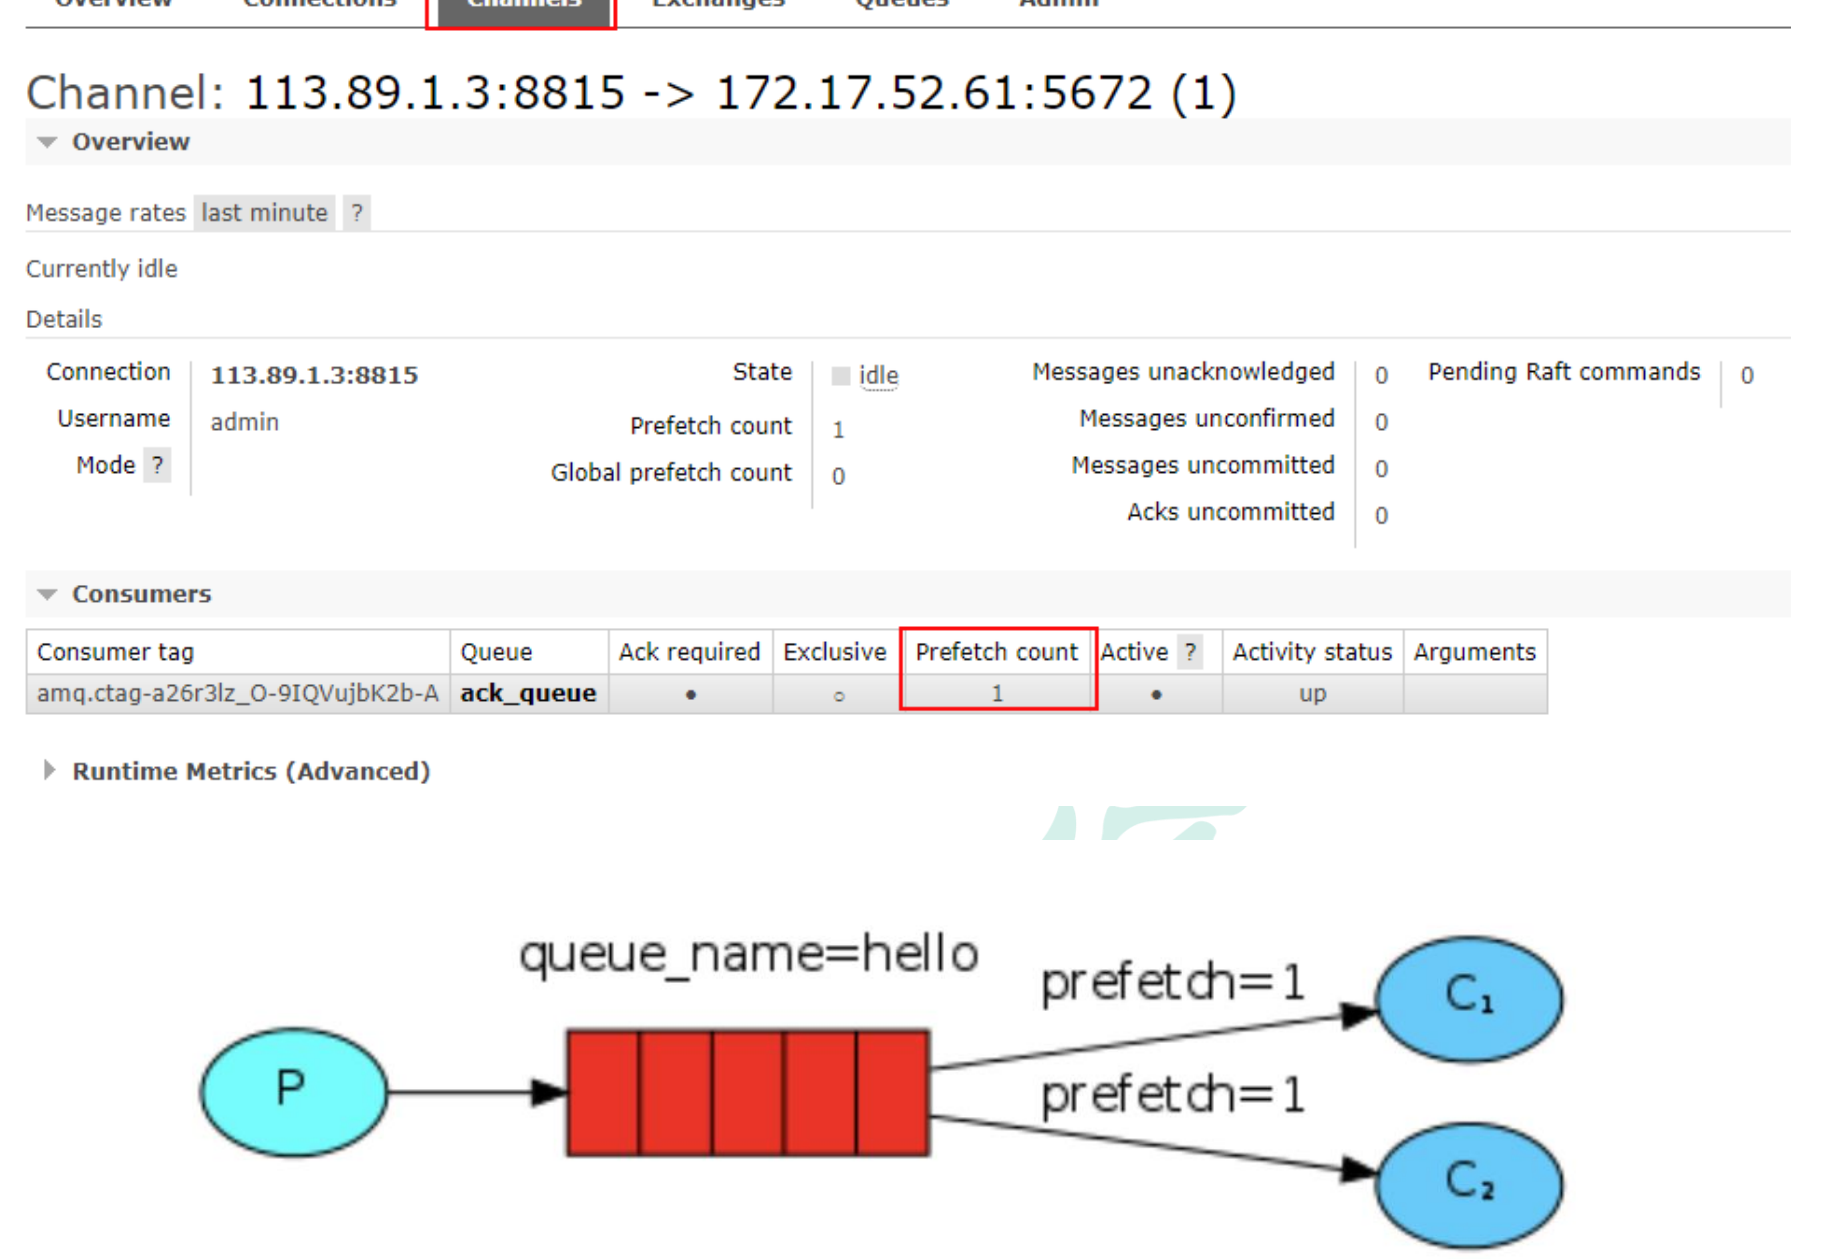 Overview Connections Channels Exchanges Queues Admin
Channel: 113.89.1.3:8815 -> 172.17.52.61:5672 (1)
Overview
Message rates last minute ?
Currently idle
Details
Connection 113.89.1.3:8815 State idle Messages unacknowledged 0 Pending Raft commands 0
Username admin Prefetch count 1 Messages unconfirmed 0
Mode ? Global prefetch count 0 Messages uncommitted 0
Acks uncommitted 0
Consumers
Consumer tag Queue Ack required Exclusive Prefetch count Active ? Activity status Arguments
amq.ctag-a26r3lz_O-9IQVujbK2b-A ack_queue ● ○ 1 ● up
Runtime Metrics (Advanced)
queue_name=hello
prefetch=1
C₁
P
prefetch=1
C₂